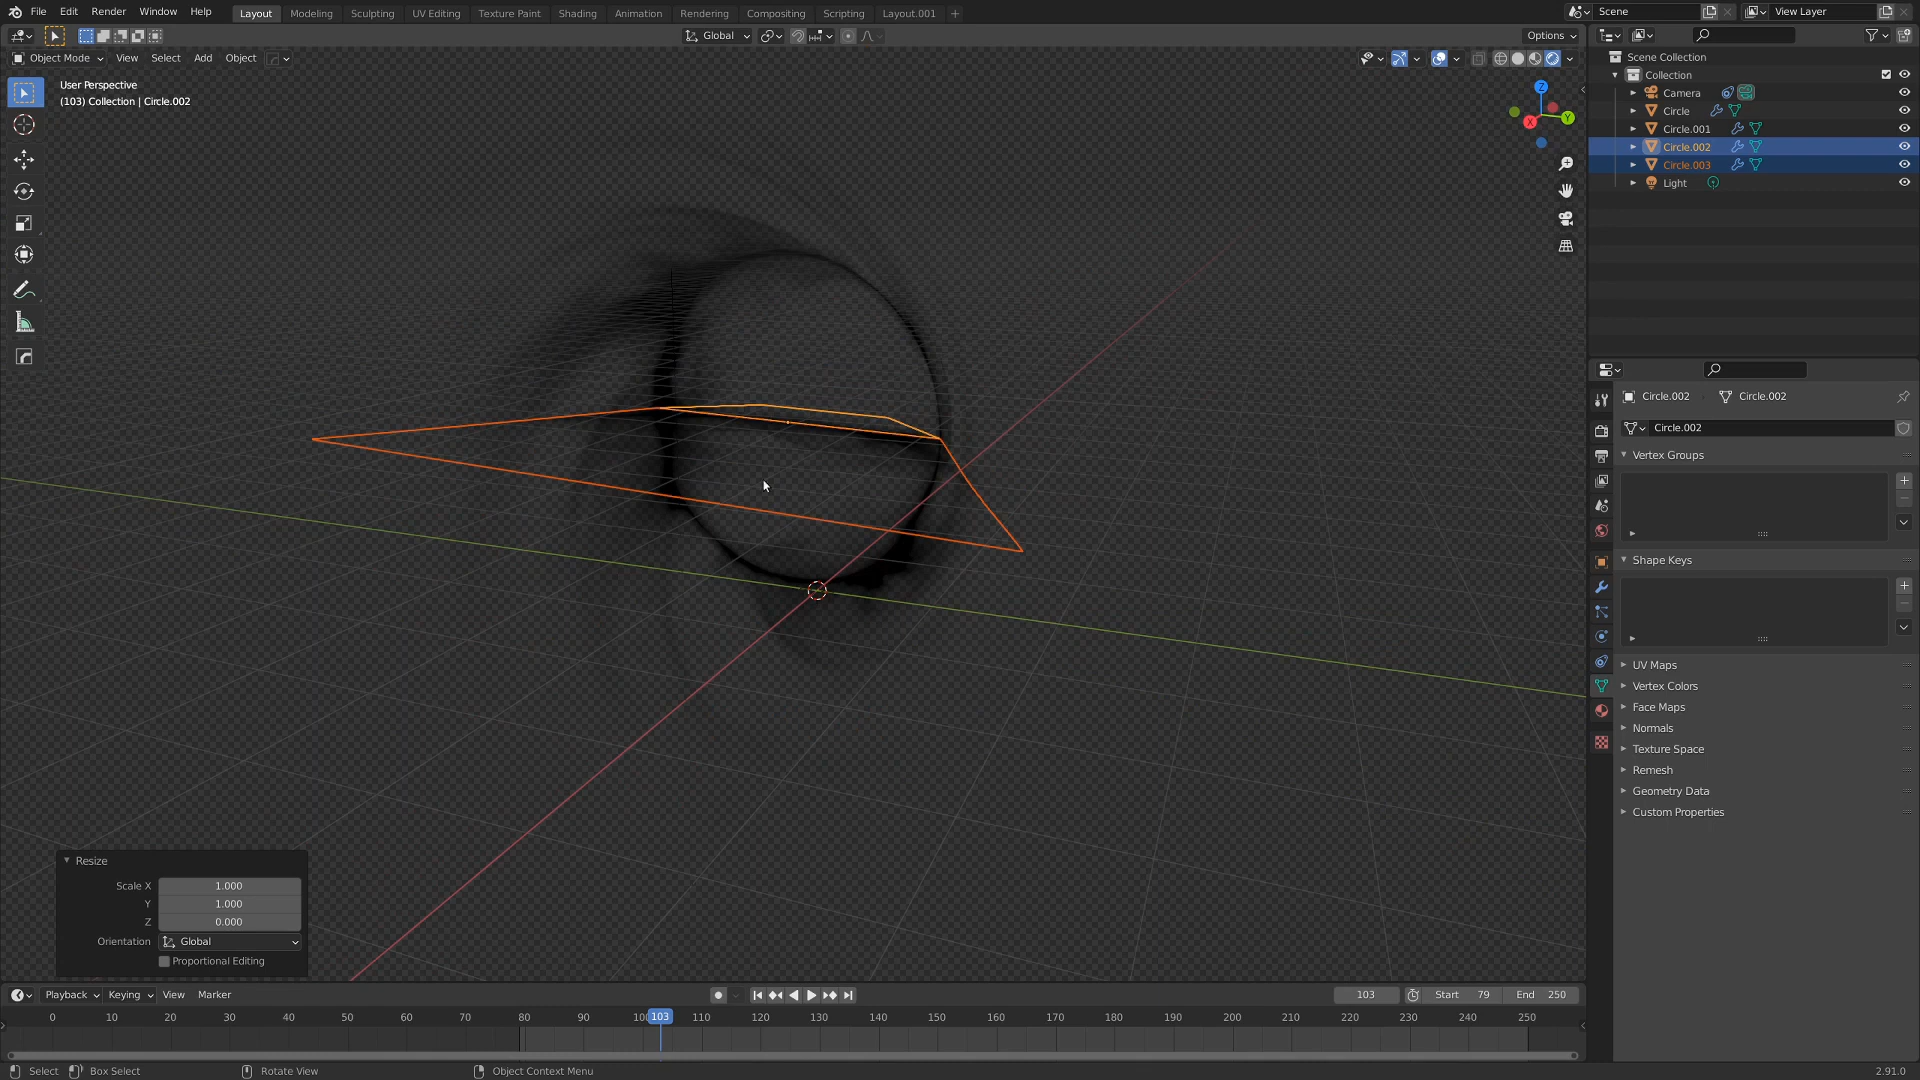 File Edit Render Window Help Layout Modeling Sculpting UV Editing Texture Paint Shading Animation Rendering Compositing Scripting Layout.001 + Scene View Layer
Global Options
Object Mode View Select Add Object
User Perspective
(103) Collection | Circle.002
Z
Y
X
Scene Collection
Collection
Camera
Circle
Circle.001
Circle.002
Circle.003
Light
Circle.002 Circle.002
Circle.002
Vertex Groups
Shape Keys
UV Maps
Vertex Colors
Face Maps
Normals
Texture Space
Remesh
Geometry Data
Custom Properties
Resize
Scale X 1.000
Y 1.000
Z 0.000
Orientation Global
Proportional Editing
Playback Keying View Marker 103 Start 79 End 250
0 10 20 30 40 50 60 70 80 90 100 103 110 120 130 140 150 160 170 180 190 200 210 220 230 240 250
Select Box Select Rotate View Object Context Menu 2.91.0